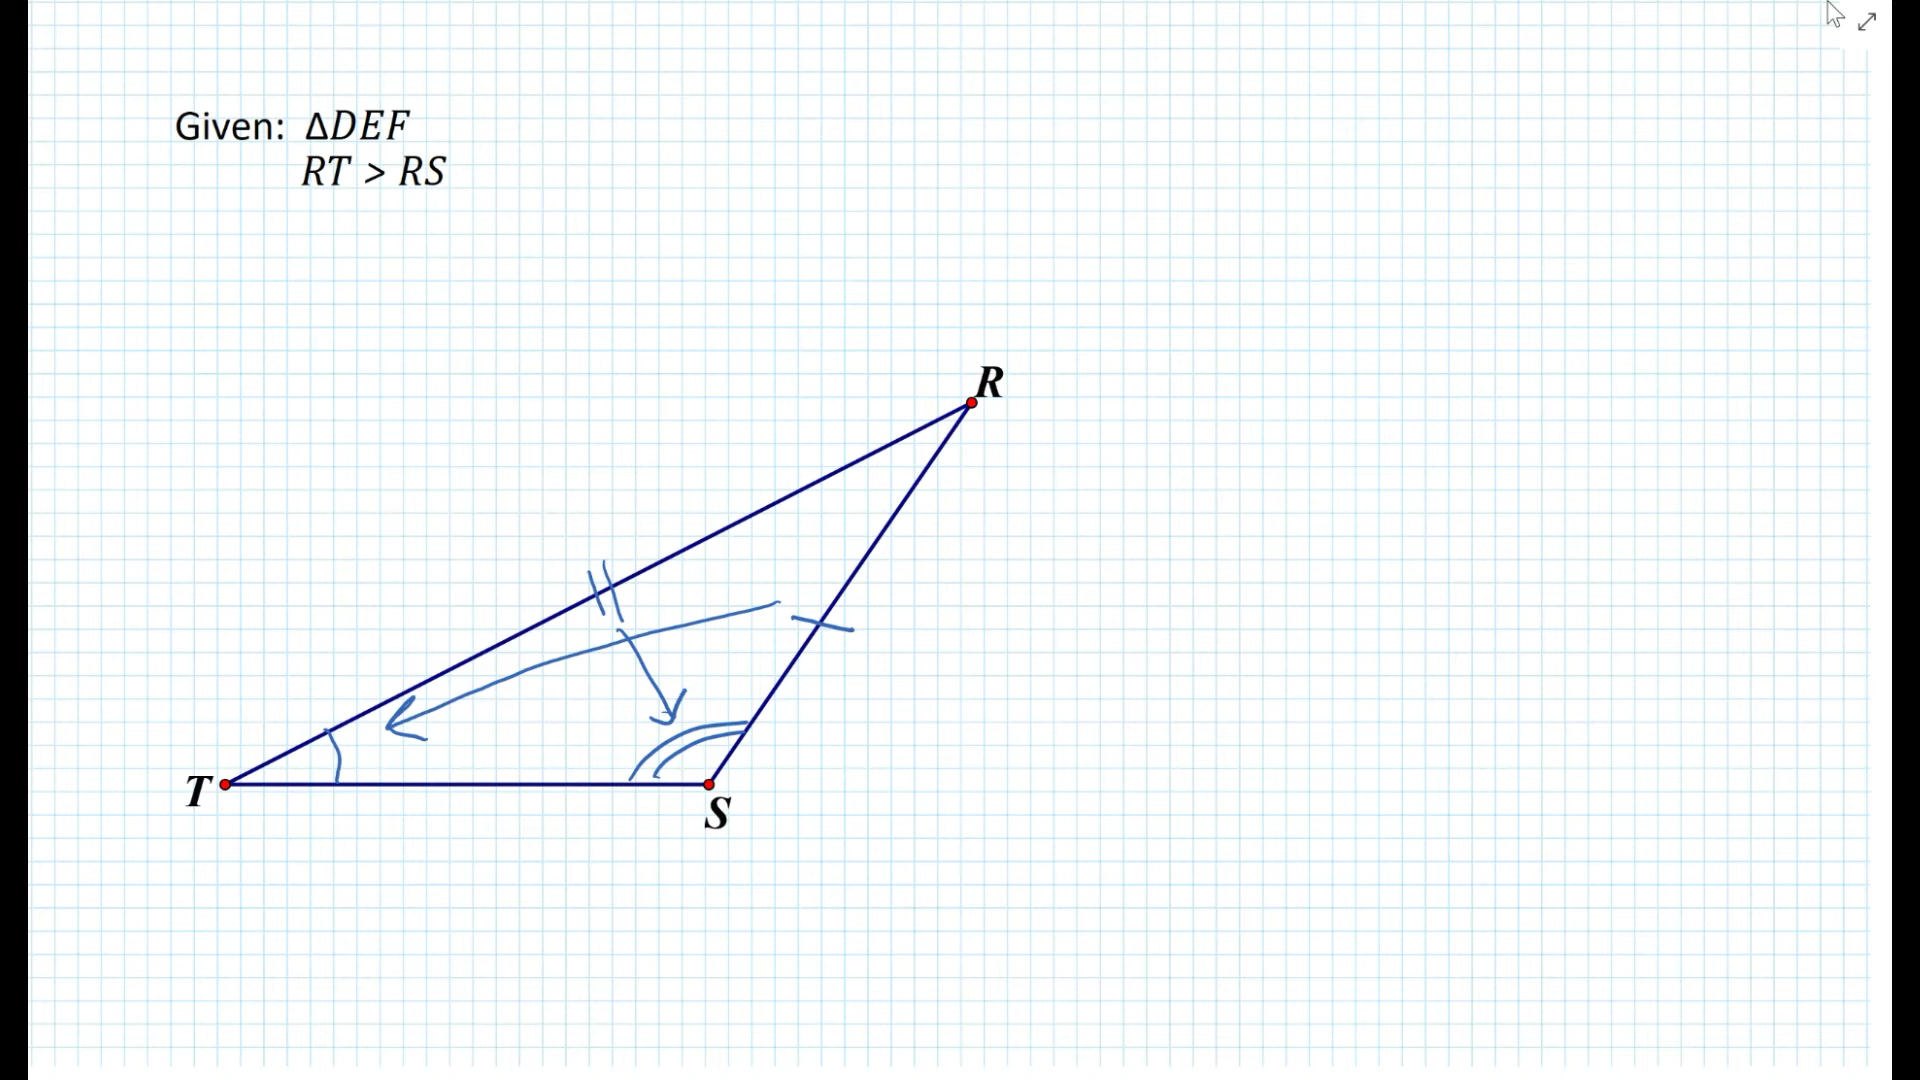 Given: ΔDEF
RT > RS
R
T
S